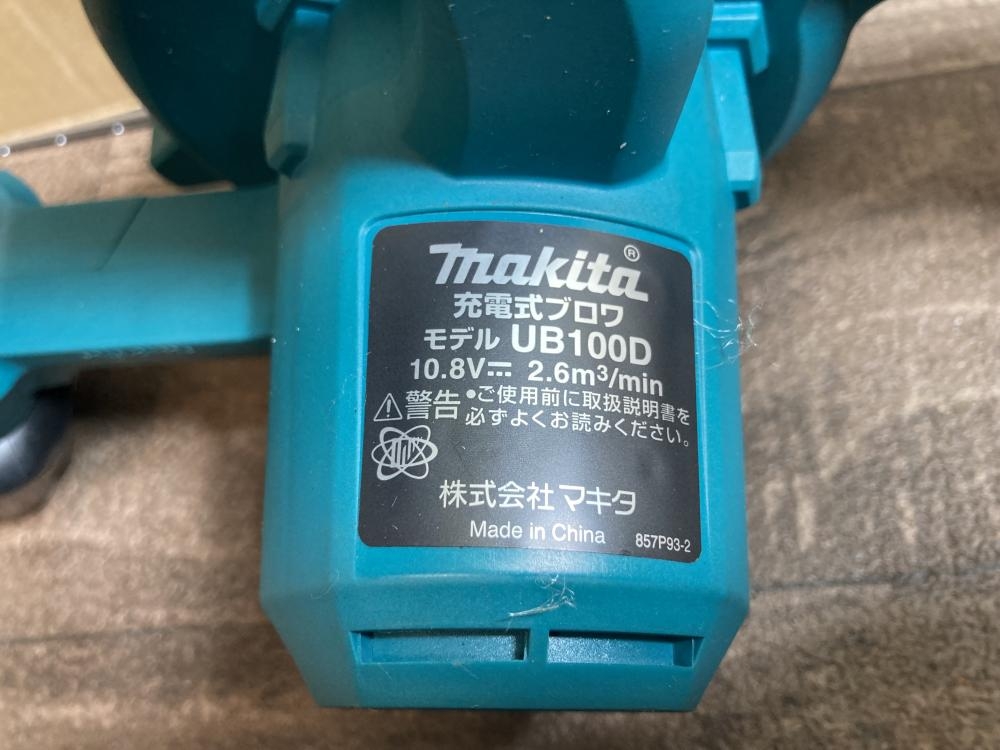 makita®
充電式ブロワ
モデル UB100D
10.8V⎓ 2.6m³/min
⚠警告 •ご使用前に取扱説明書を
必ずよくお読みください。
株式会社 マキタ
Made in China 857P93-2